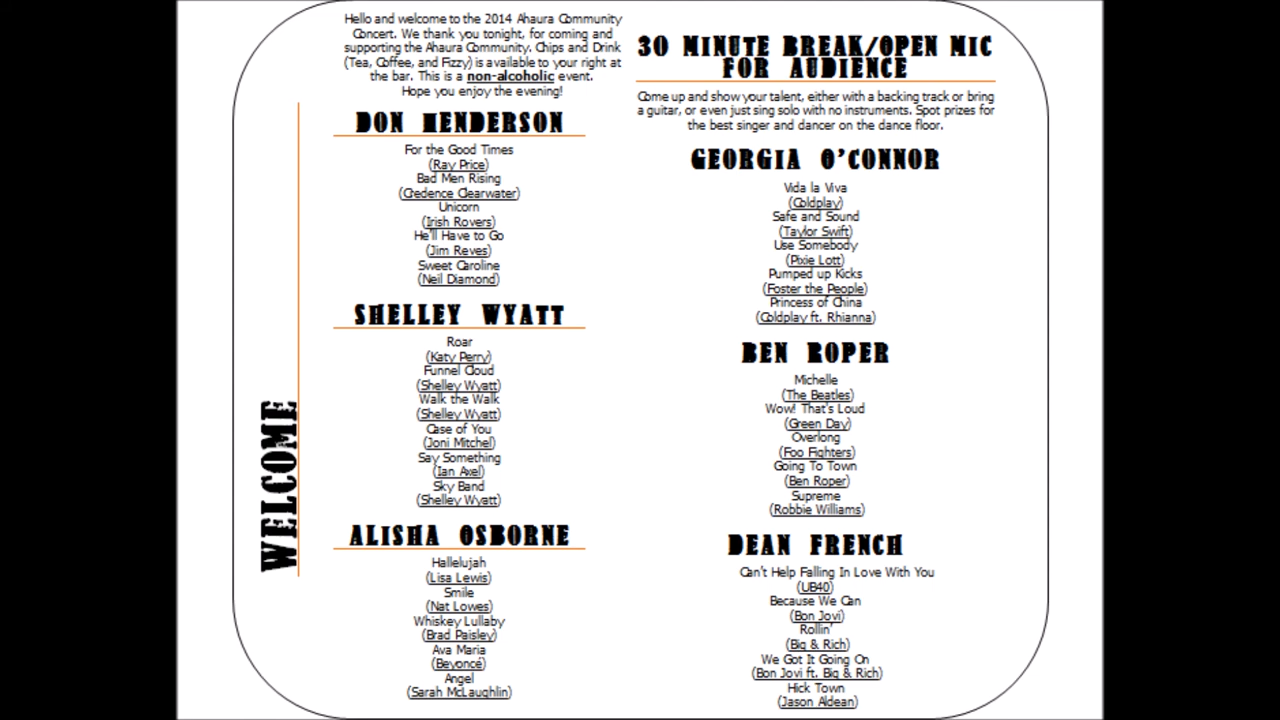 WELCOME
Hello and welcome to the 2014 Ahaura Community
Concert. We thank you tonight, for coming and
supporting the Ahaura Community. Chips and Drink
(Tea, Coffee, and Fizzy) is available to your right at
the bar. This is a non-alcoholic event.
Hope you enjoy the evening!
DON HENDERSON
For the Good Times
(Ray Price)
Bad Men Rising
(Credence Clearwater)
Unicorn
(Irish Rovers)
He'll Have to Go
(Jim Reves)
Sweet Caroline
(Neil Diamond)
SHELLEY WYATT
Roar
(Katy Perry)
Funnel Cloud
(Shelley Wyatt)
Walk the Walk
(Shelley Wyatt)
Case of You
(Joni Mitchel)
Say Something
(Ian Axel)
Sky Band
(Shelley Wyatt)
ALISHA OSBORNE
Hallelujah
(Lisa Lewis)
Smile
(Nat Lowes)
Whiskey Lullaby
(Brad Paisley)
Ava Maria
(Beyoncé)
Angel
(Sarah McLaughlin)
30 MINUTE BREAK/OPEN MIC
FOR AUDIENCE
Come up and show your talent, either with a backing track or bring
a guitar, or even just sing solo with no instruments. Spot prizes for
the best singer and dancer on the dance floor.
GEORGIA O'CONNOR
Vida la Viva
(Coldplay)
Safe and Sound
(Taylor Swift)
Use Somebody
(Pixie Lott)
Pumped up Kicks
(Foster the People)
Princess of China
(Coldplay ft. Rhianna)
BEN ROPER
Michelle
(The Beatles)
Wow! That's Loud
(Green Day)
Overlong
(Foo Fighters)
Going To Town
(Ben Roper)
Supreme
(Robbie Williams)
DEAN FRENCH
Can't Help Falling In Love With You
(UB40)
Because We Can
(Bon Jovi)
Rollin'
(Big & Rich)
We Got It Going On
(Bon Jovi ft. Big & Rich)
Hick Town
(Jason Aldean)